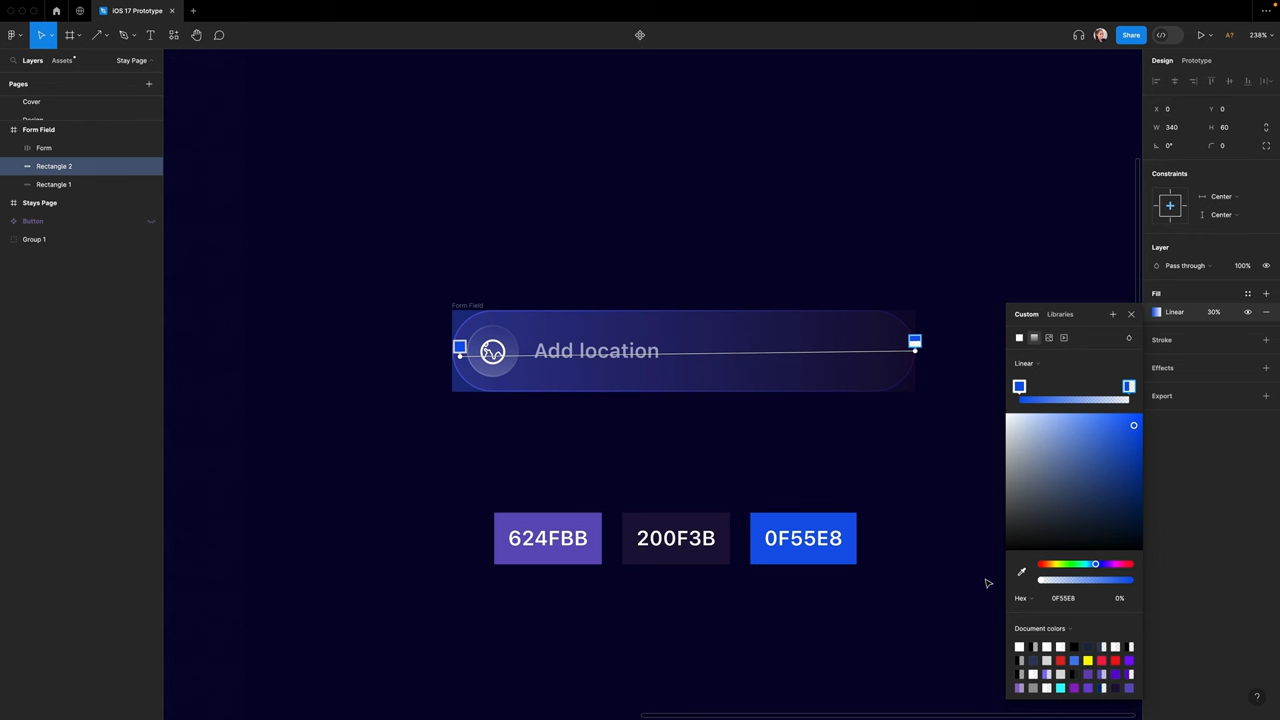 iOS 17 Prototype
Share
A?
238%
Layers
Assets
Stay Page
Design
Prototype
Pages
Cover
Design
Form Field
Form
Rectangle 2
Rectangle 1
Stays Page
Button
Group 1
X 0
Y 0
W 340
H 60
0°
0
Constraints
Center
Center
Layer
Pass through
100%
Fill
Linear
30%
Stroke
Effects
Export
Form Field
Add location
624FBB
200F3B
0F55E8
Custom
Libraries
Linear
Hex
0F55E8
0%
Document colors
?